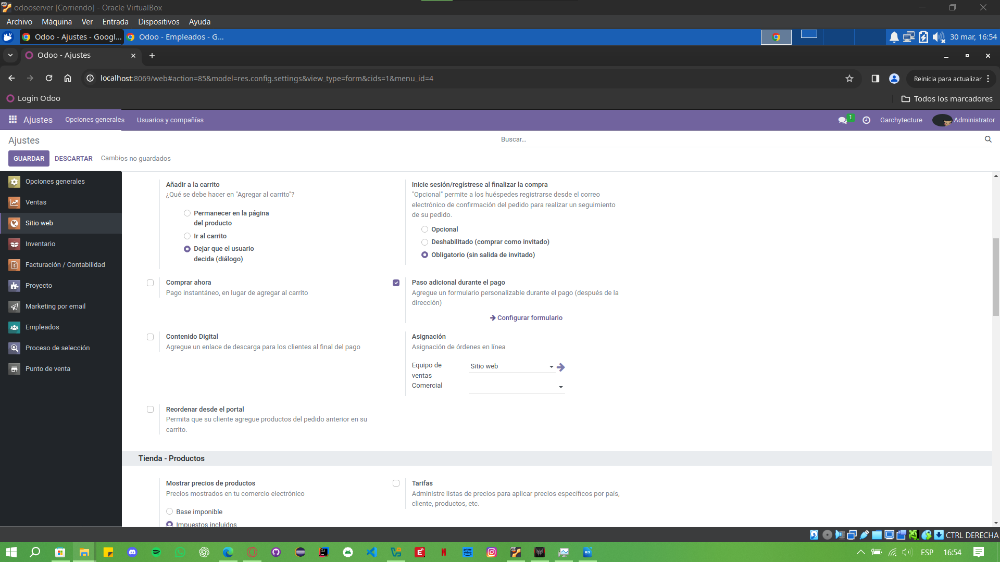 odooserver [Corriendo] - Oracle VirtualBox
Archivo Máquina Ver Entrada Dispositivos Ayuda
Odoo - Ajustes - Googl... Odoo - Empleados - G... 30 mar, 16:54
Odoo - Ajustes
localhost:8069/web#action=85&model=res.config.settings&view_type=form&cids=1&menu_id=4 Reinicia para actualizar
Login Odoo Todos los marcadores
Ajustes Opciones generales Usuarios y compañías 1 Garchytecture Administrator
Ajustes Buscar...
GUARDAR DESCARTAR Cambios no guardados
Opciones generales
Ventas
Sitio web
Inventario
Facturación / Contabilidad
Proyecto
Marketing por email
Empleados
Proceso de selección
Punto de venta
Añadir a la carrito
¿Qué se debe hacer en "Agregar al carrito"?
Permanecer en la página
del producto
Ir al carrito
Dejar que el usuario
decida (diálogo)
Inicie sesión/regístrese al finalizar la compra
"Opcional" permite a los huéspedes registrarse desde el correo
electrónico de confirmación del pedido para realizar un seguimiento
de su pedido.
Opcional
Deshabilitado (comprar como invitado)
Obligatorio (sin salida de invitado)
Comprar ahora
Pago instantáneo, en lugar de agregar al carrito
Paso adicional durante el pago
Agregue un formulario personalizable durante el pago (después de la
dirección)
Configurar formulario
Contenido Digital
Agregue un enlace de descarga para los clientes al final del pago
Asignación
Asignación de órdenes en línea
Equipo de
ventas
Sitio web
Comercial
Reordenar desde el portal
Permita que su cliente agregue productos del pedido anterior en su
carrito.
Tienda - Productos
Mostrar precios de productos
Precios mostrados en tu comercio electrónico
Base imponible
Impuestos incluidos
Tarifas
Administre listas de precios para aplicar precios específicos por país,
cliente, productos, etc.
CTRL DERECHA
ESP 16:54